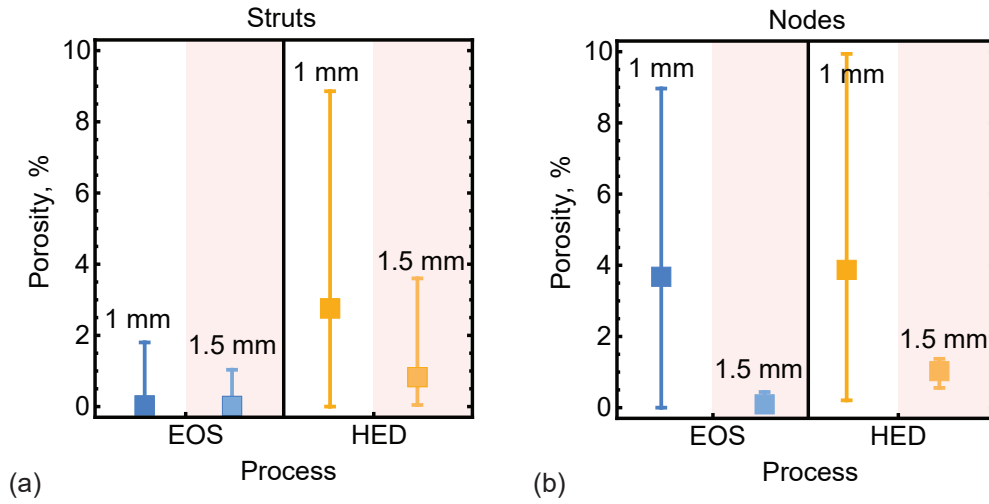 Struts
Porosity, %
10
8
6
4
2
0
1 mm
1.5 mm
1 mm
1.5 mm
EOS
HED
Process
(a)
Nodes
Porosity, %
10
8
6
4
2
0
1 mm
1.5 mm
1 mm
1.5 mm
EOS
HED
Process
(b)